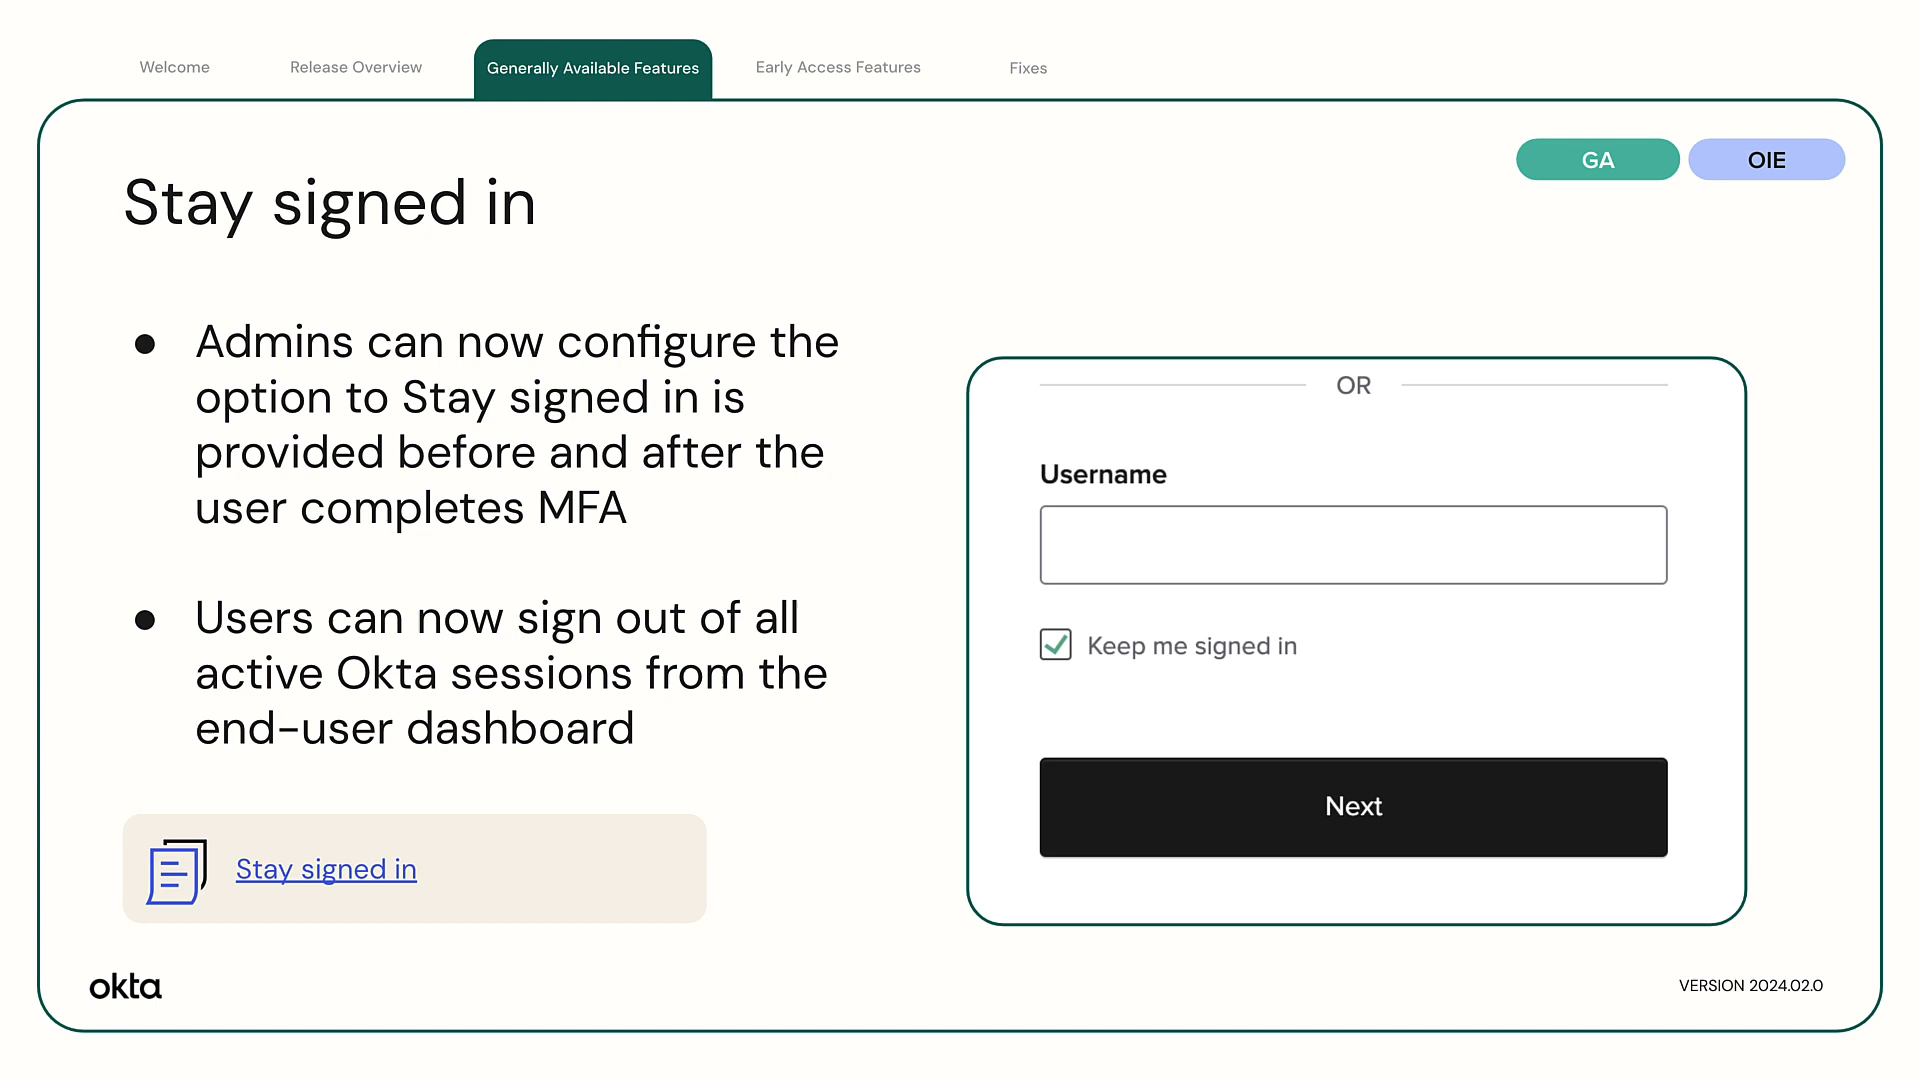 Welcome
Release Overview
Generally Available Features
Early Access Features
Fixes
GA
OIE
Stay signed in
● Admins can now configure the
option to Stay signed in is
provided before and after the
user completes MFA
● Users can now sign out of all
active Okta sessions from the
end-user dashboard
Stay signed in
OR
Username
Keep me signed in
Next
okta
VERSION 2024.02.0